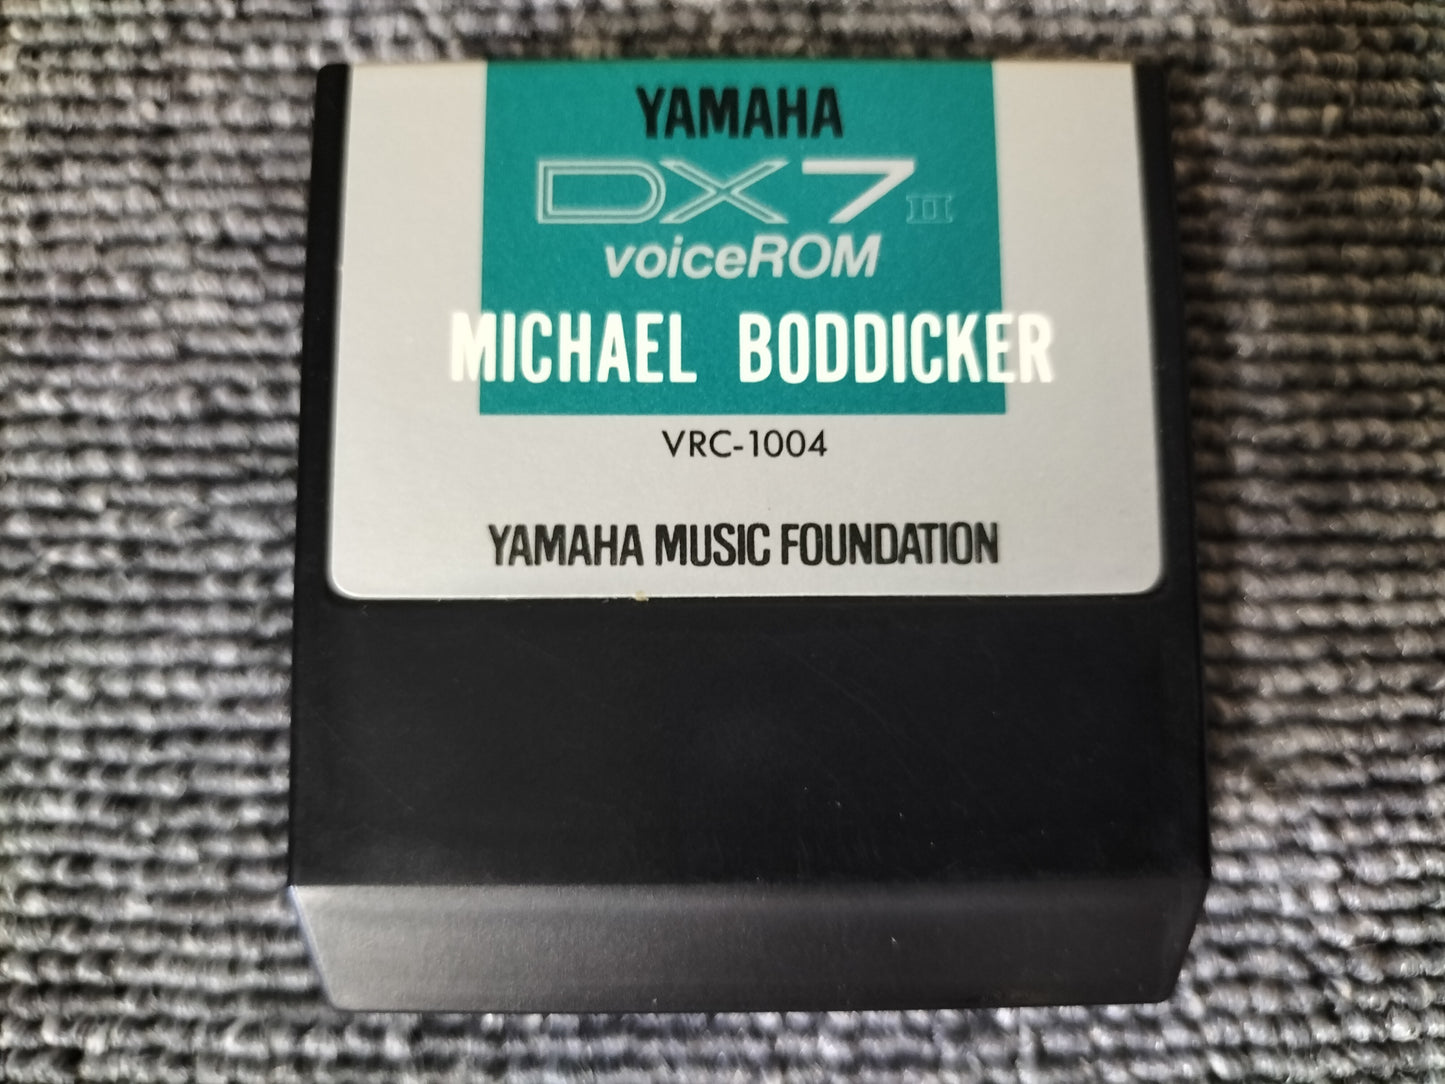 YAMAHA
DX7II
voiceROM
MICHAEL BODDICKER
VRC-1004
YAMAHA MUSIC FOUNDATION